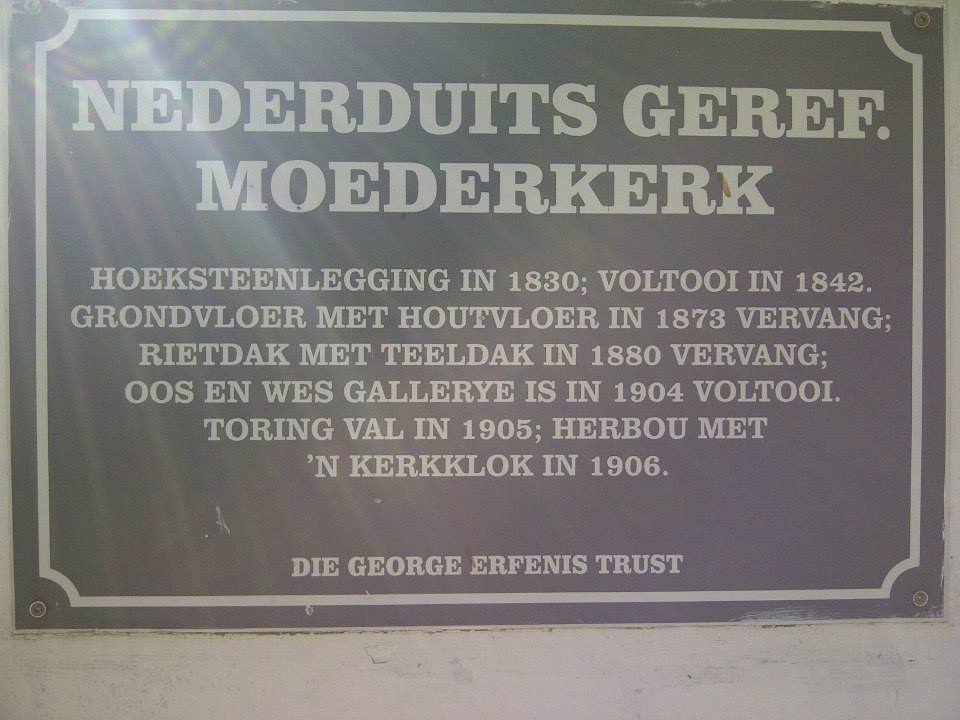 NEDERDUITS GEREF.
MOEDERKERK
HOEKSTEENLEGGING IN 1830; VOLTOOI IN 1842.
GRONDVLOER MET HOUTVLOER IN 1873 VERVANG;
RIETDAK MET TEELDAK IN 1880 VERVANG;
OOS EN WES GALLERYE IS IN 1904 VOLTOOI.
TORING VAL IN 1905; HERBOU MET
'N KERKKLOK IN 1906.
DIE GEORGE ERFENIS TRUST